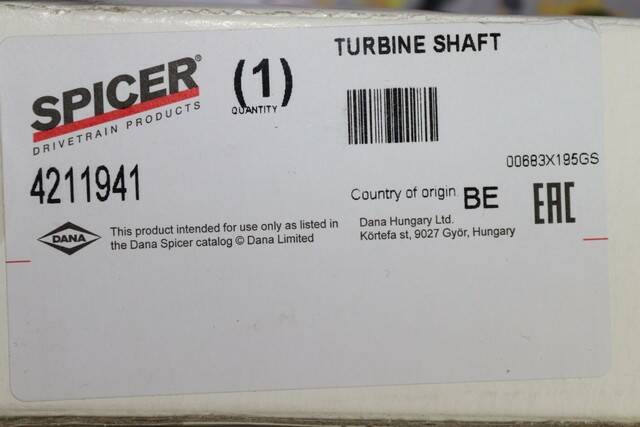 TURBINE SHAFT
SPICER®
DRIVETRAIN PRODUCTS
(1)
QUANTITY
00683X195GS
4211941
Country of origin BE
EAC
DANA
This product intended for use only as listed in
the Dana Spicer catalog © Dana Limited
Dana Hungary Ltd.
Körtefa st, 9027 Györ, Hungary